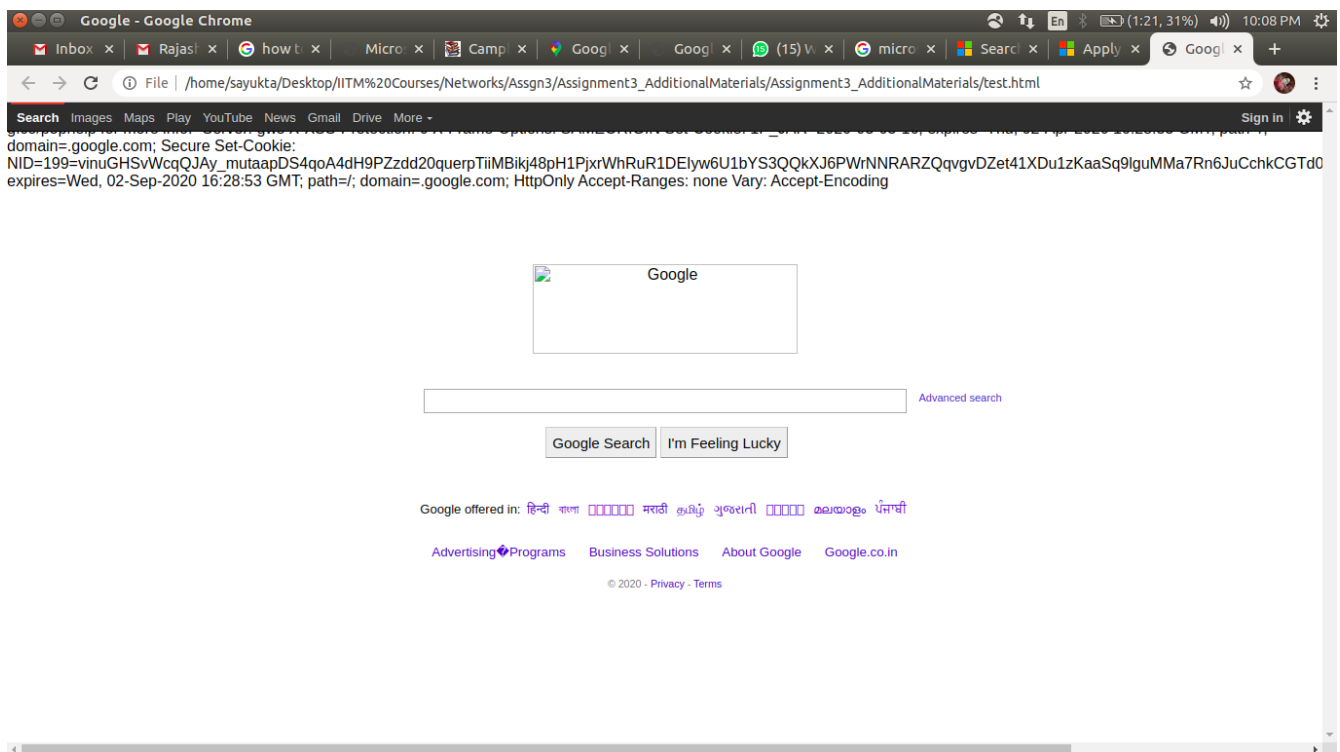 Google - Google Chrome
En (1:21, 31%) 10:08 PM
Inbox Rajash how to Micro Campl Googl Googl (15) W micro Search Apply Googl
File | /home/sayukta/Desktop/IITM%20Courses/Networks/Assgn3/Assignment3_AdditionalMaterials/Assignment3_AdditionalMaterials/test.html
Search Images Maps Play YouTube News Gmail Drive More
Sign in
domain=.google.com; Secure Set-Cookie:
NID=199=vinuGHSvWcqQJAy_mutaapDS4qoA4dH9PZzdd20querpTiiMBikj48pH1PjxrWhRuR1DEIyw6U1bYS3QQkXJ6PWrNNRARZQqvgvDZet41XDu1zKaaSq9lguMMa7Rn6JuCchkCGTd0
expires=Wed, 02-Sep-2020 16:28:53 GMT; path=/; domain=.google.com; HttpOnly Accept-Ranges: none Vary: Accept-Encoding
Google
Advanced search
Google Search I'm Feeling Lucky
Google offered in: हिन्दी বাংলা मराठी தமிழ் ગુજરાતી മലയാളം ਪੰਜਾਬੀ
Advertising�Programs Business Solutions About Google Google.co.in
© 2020 - Privacy - Terms